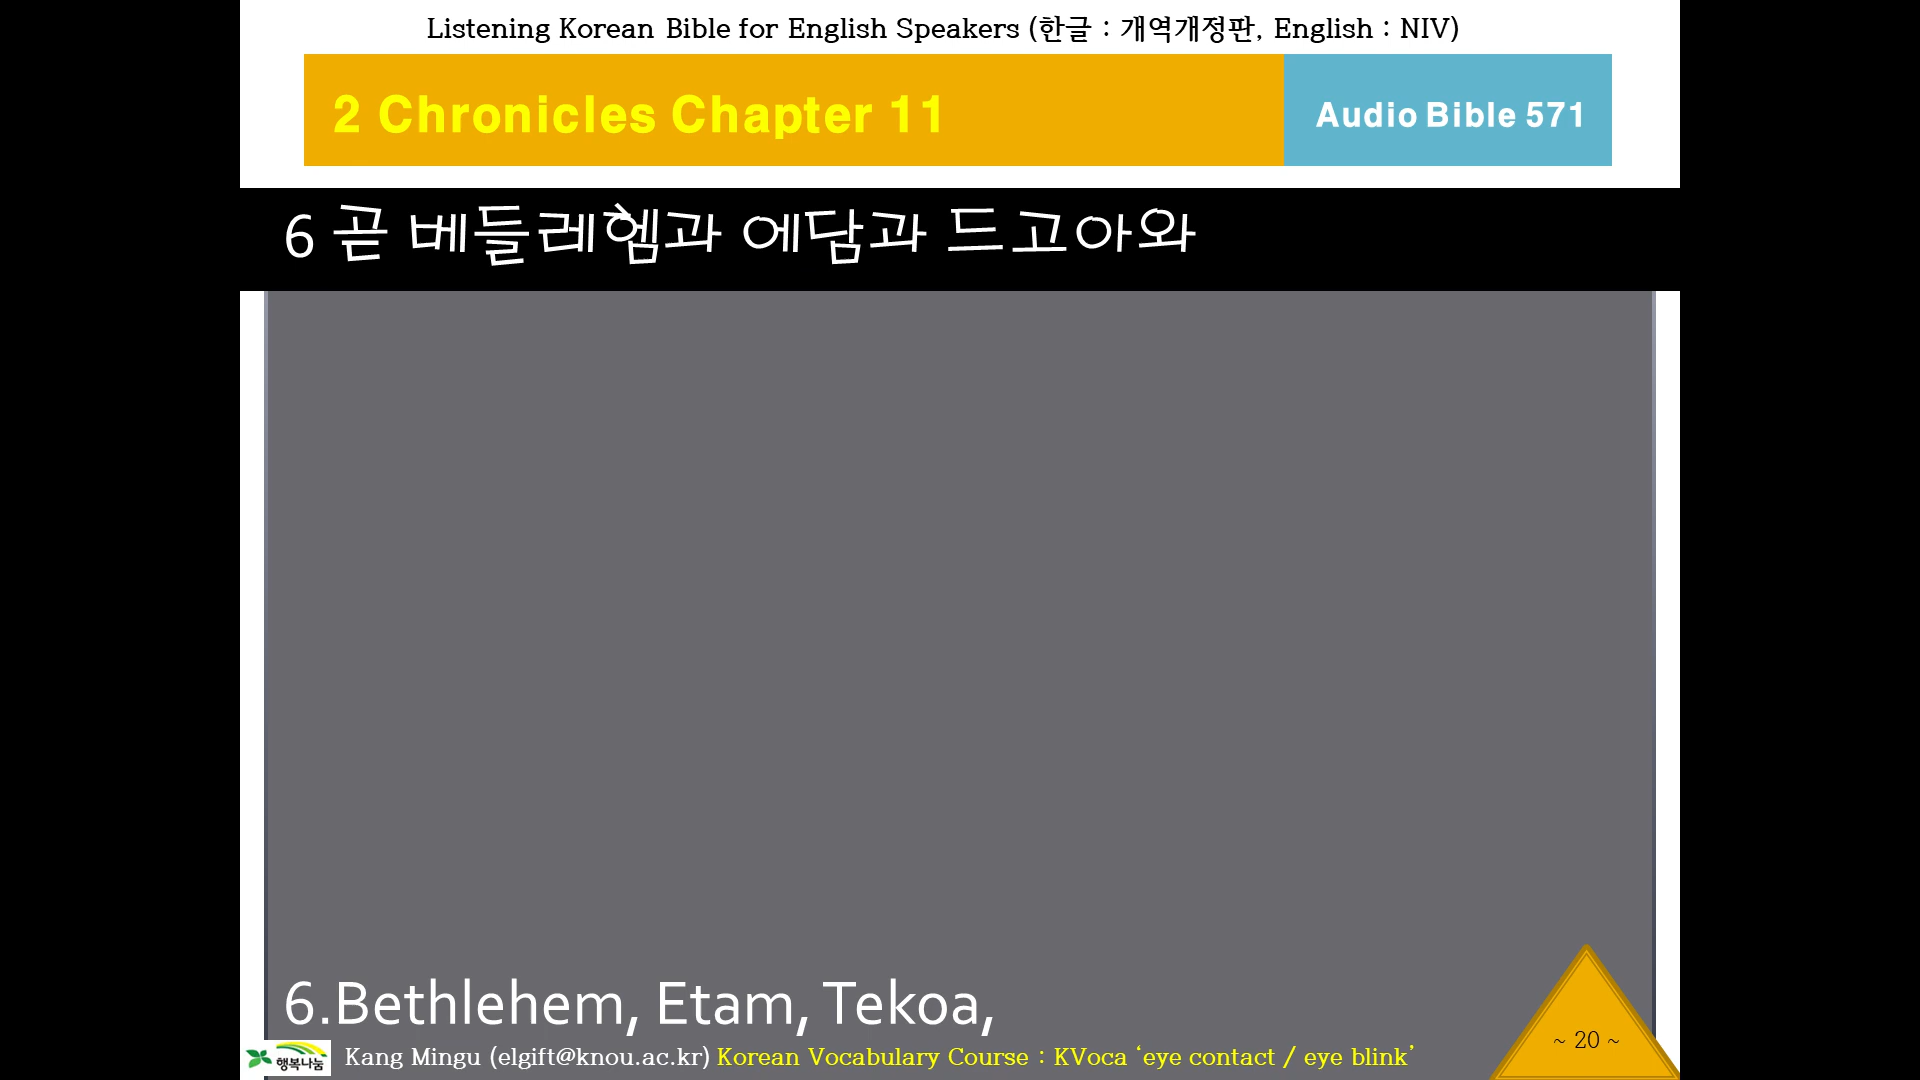 Listening Korean Bible for English Speakers (한글 : 개역개정판, English : NIV)
2 Chronicles Chapter 11
Audio Bible 571
6 곧 베들레헴과 에담과 드고아와
6.Bethlehem, Etam, Tekoa,
~ 20 ~
행복나눔
Kang Mingu (elgift@knou.ac.kr) Korean Vocabulary Course : KVoca ‘eye contact / eye blink’